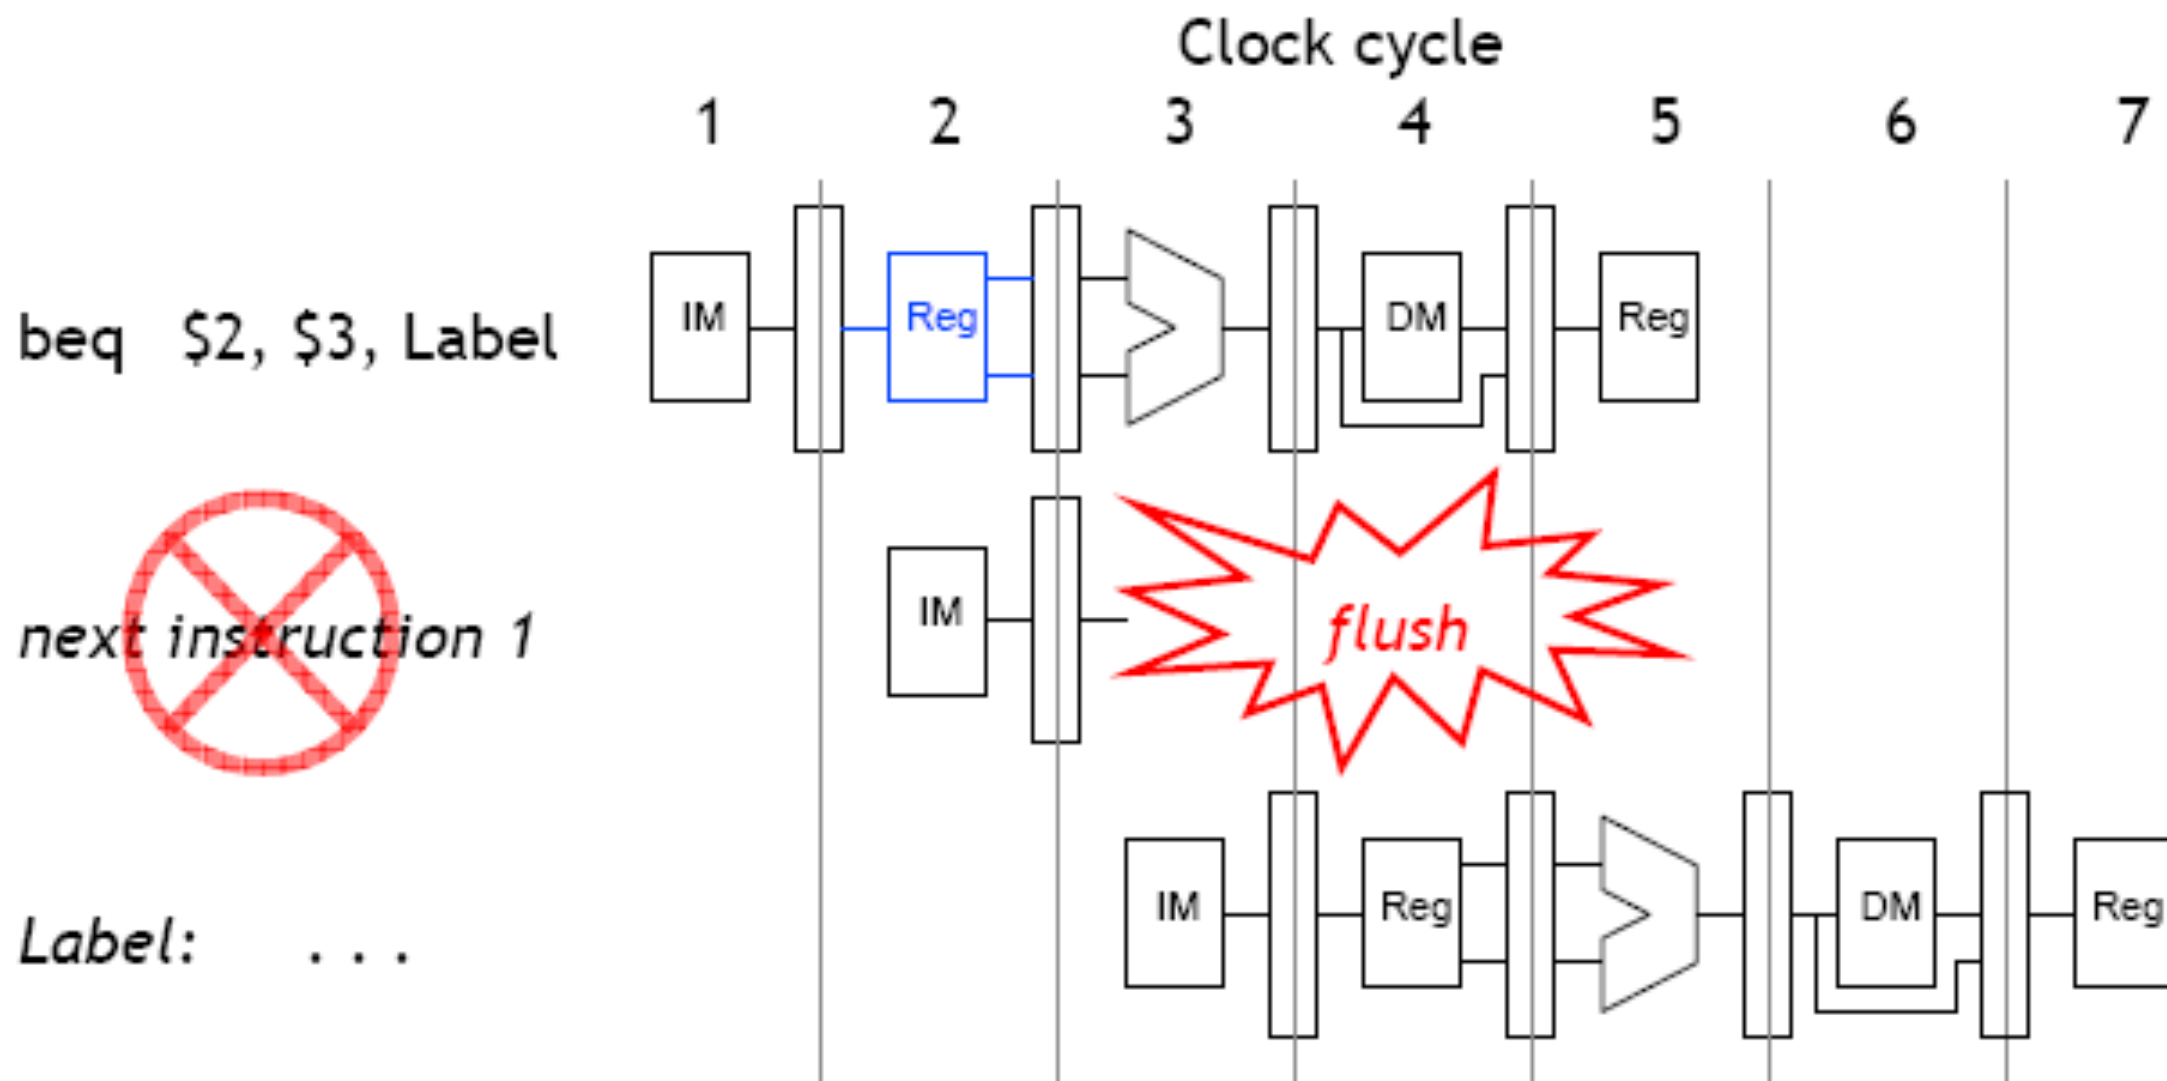 Clock cycle
1 2 3 4 5 6 7
beq $2, $3, Label IM Reg DM Reg
next instruction 1 IM flush
Label: . . . IM Reg DM Reg